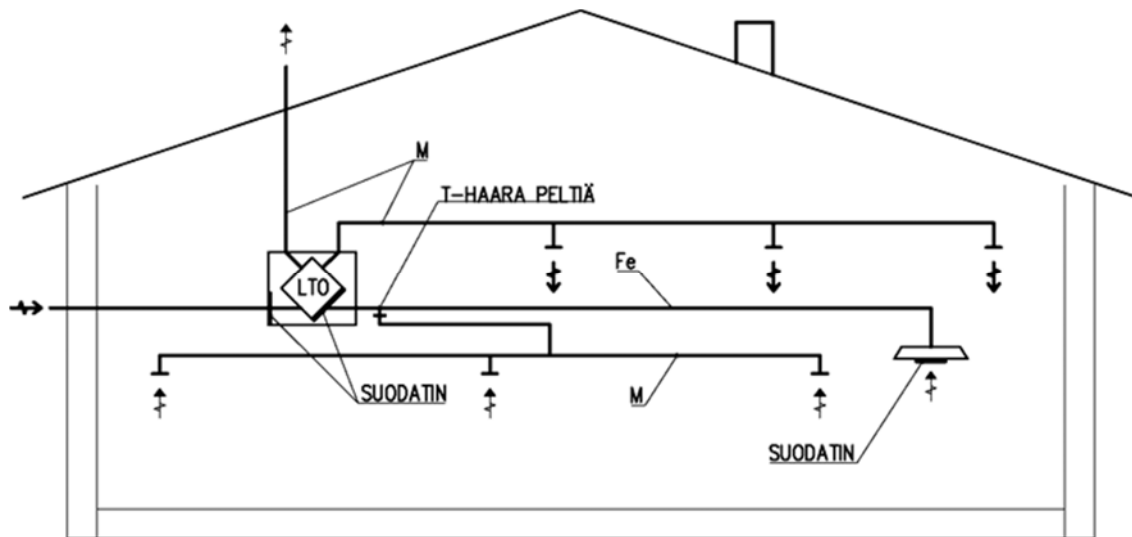 M
T-HAARA PELTIÄ
Fe
LTO
SUODATIN
M
SUODATIN